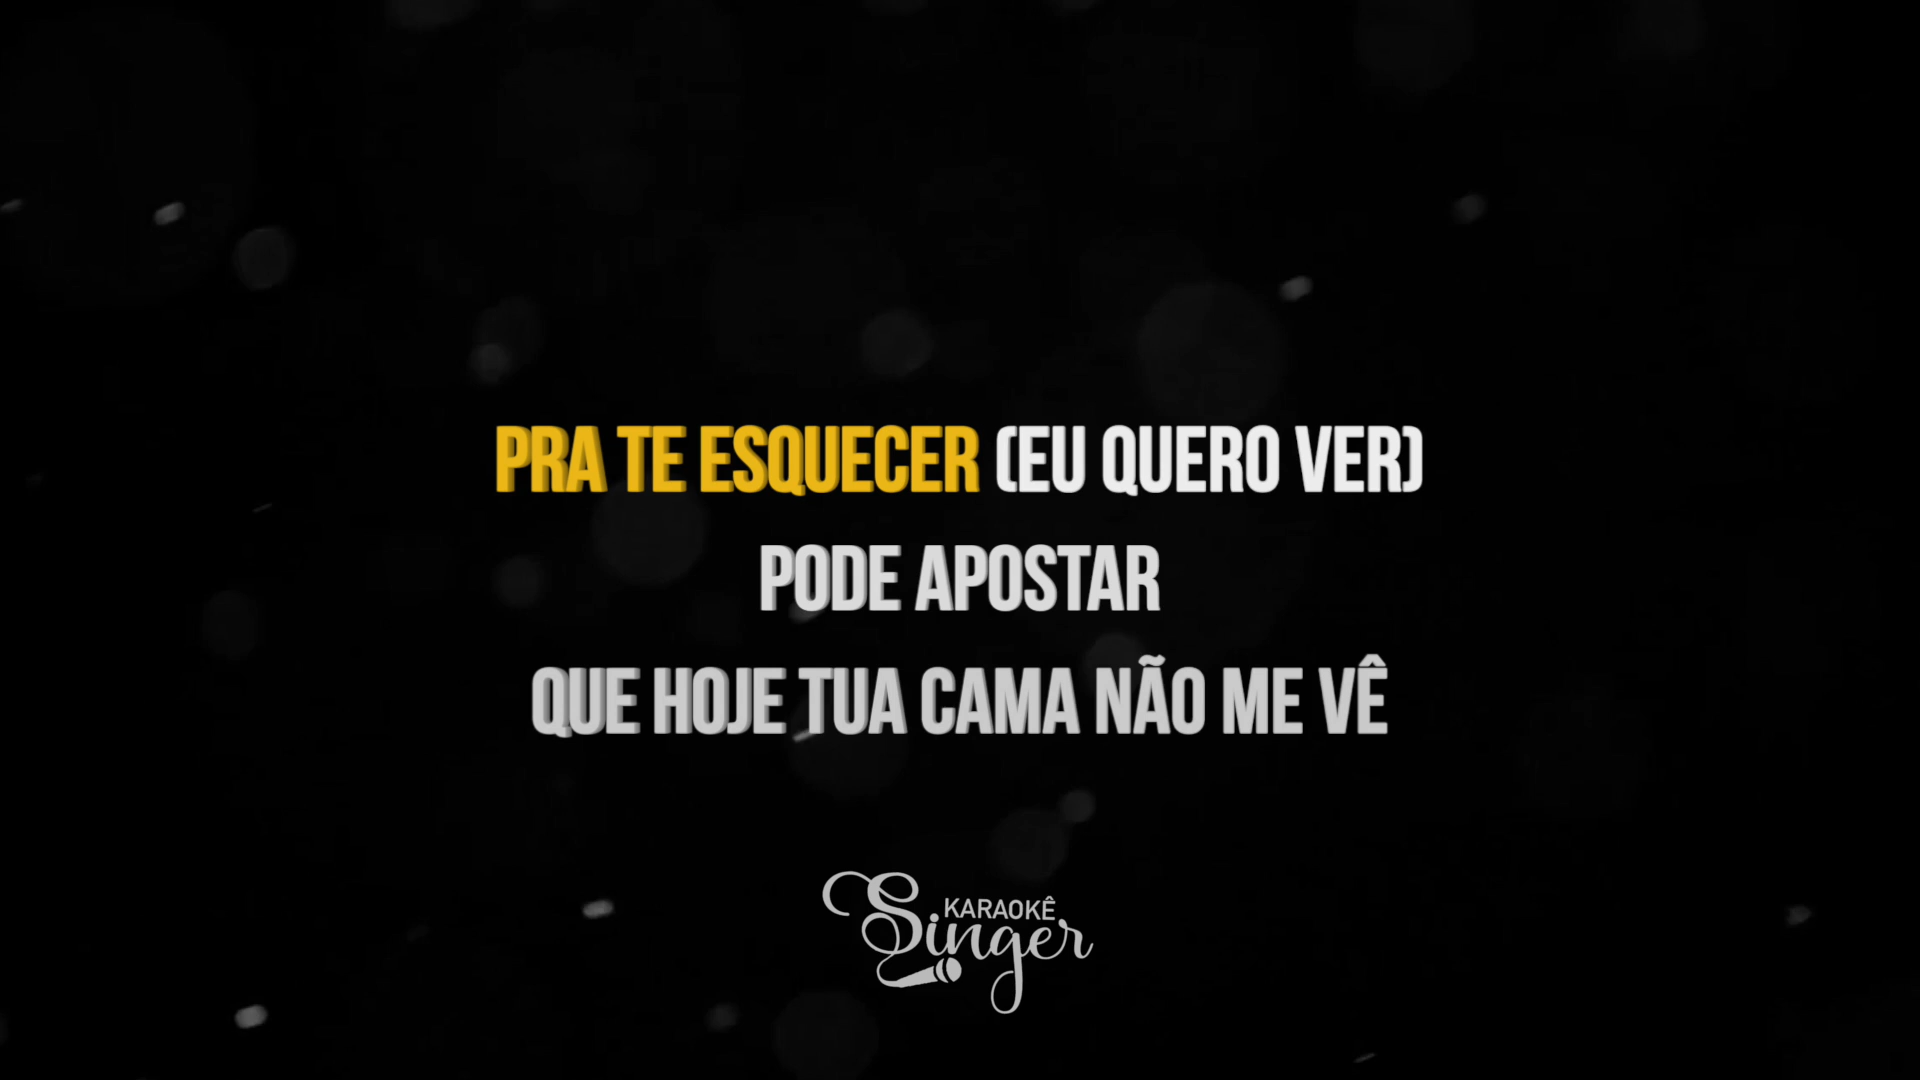 PRA TE ESQUECER (EU QUERO VER)
PODE APOSTAR
QUE HOJE TUA CAMA NÃO ME VÊ
KARAOKÊ
Singer